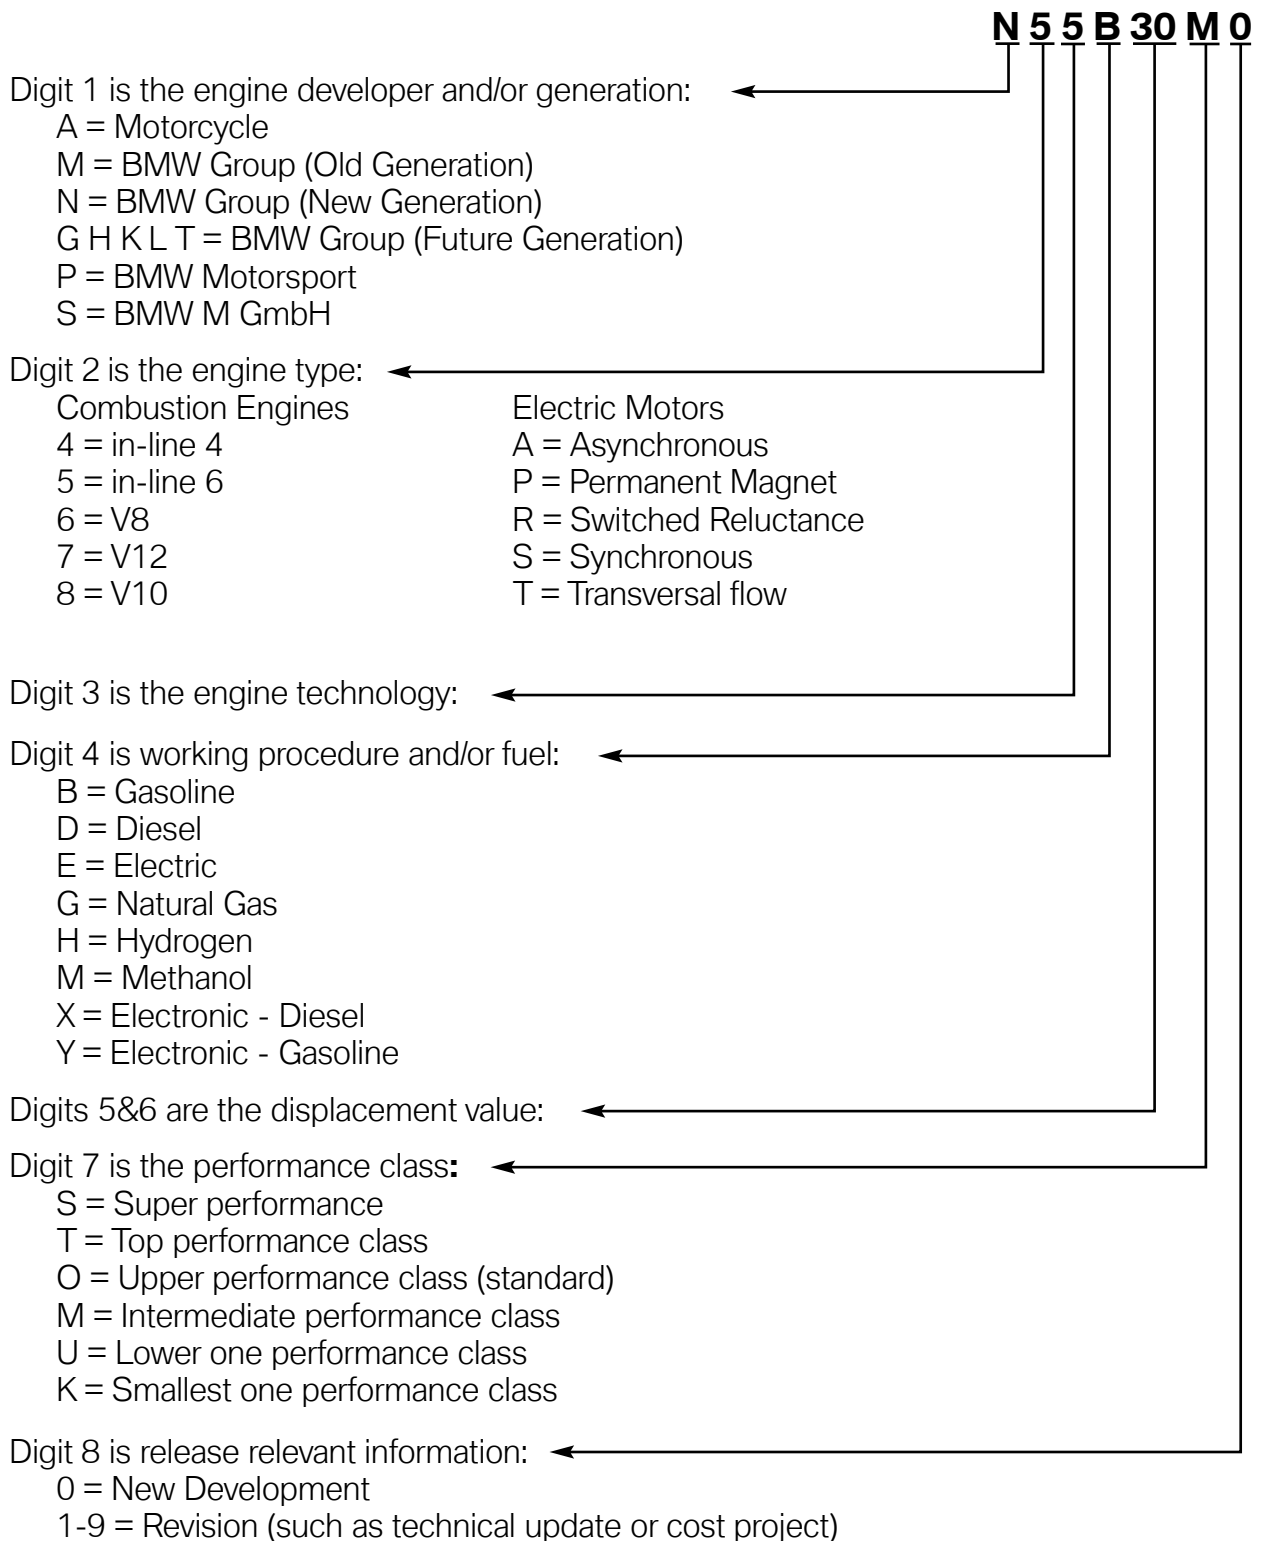 N 5 5 B 30 M 0
Digit 1 is the engine developer and/or generation:
A = Motorcycle
M = BMW Group (Old Generation)
N = BMW Group (New Generation)
G H K L T = BMW Group (Future Generation)
P = BMW Motorsport
S = BMW M GmbH
Digit 2 is the engine type:
Combustion Engines Electric Motors
4 = in-line 4 A = Asynchronous
5 = in-line 6 P = Permanent Magnet
6 = V8 R = Switched Reluctance
7 = V12 S = Synchronous
8 = V10 T = Transversal flow
Digit 3 is the engine technology:
Digit 4 is working procedure and/or fuel:
B = Gasoline
D = Diesel
E = Electric
G = Natural Gas
H = Hydrogen
M = Methanol
X = Electronic - Diesel
Y = Electronic - Gasoline
Digits 5&6 are the displacement value:
Digit 7 is the performance class:
S = Super performance
T = Top performance class
O = Upper performance class (standard)
M = Intermediate performance class
U = Lower one performance class
K = Smallest one performance class
Digit 8 is release relevant information:
0 = New Development
1-9 = Revision (such as technical update or cost project)